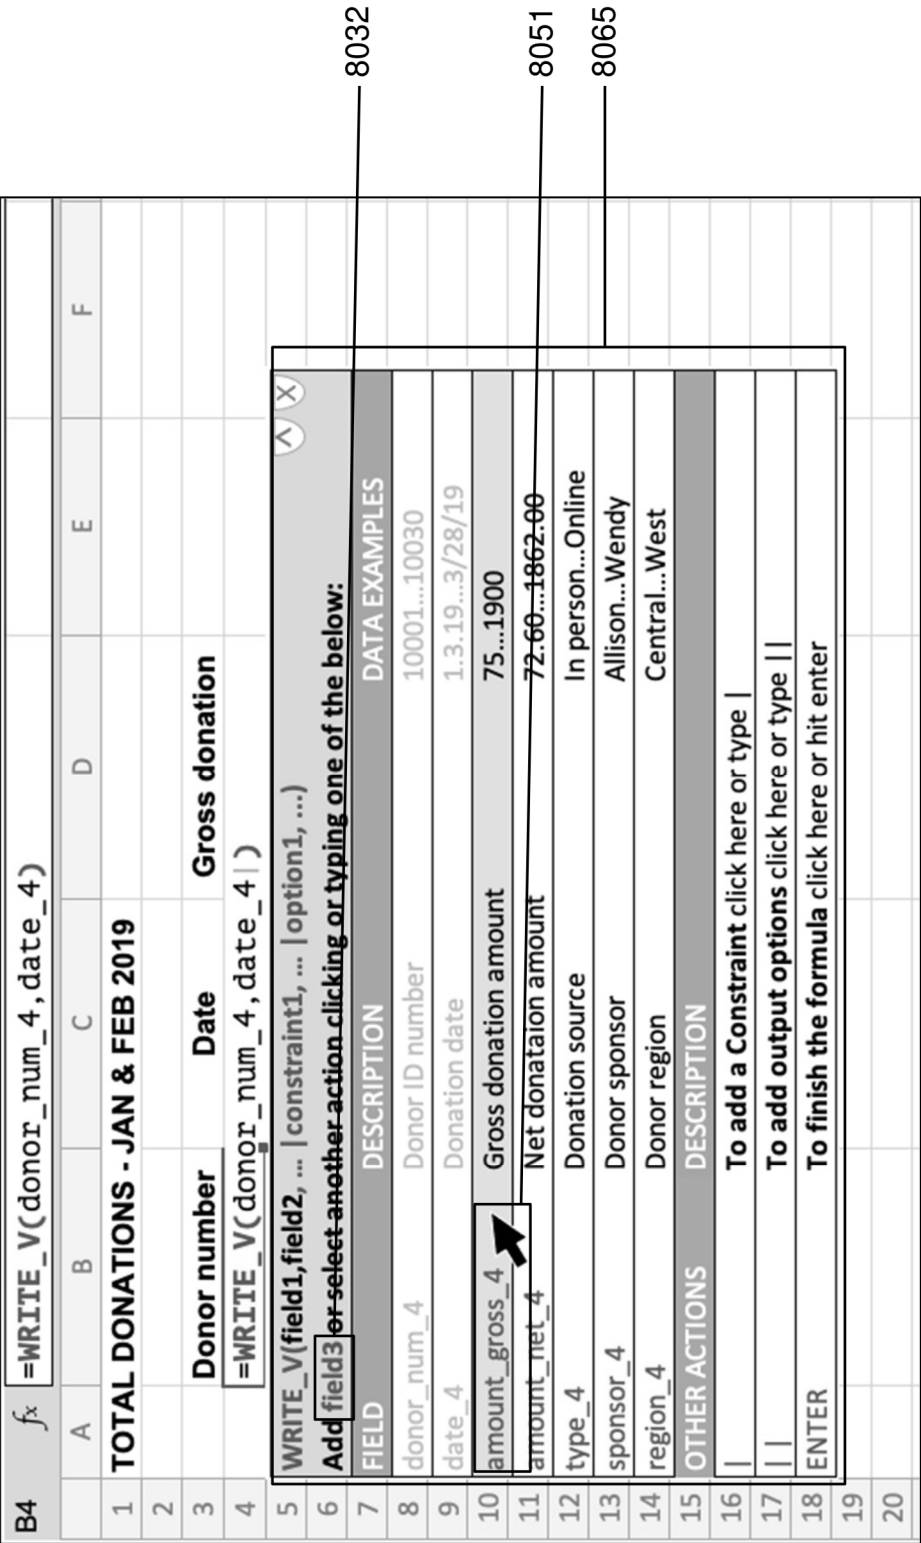 B4 fx =WRITE_V(donor_num_4,date_4)
A B C D E F
1 TOTAL DONATIONS - JAN & FEB 2019
2
3 Donor number Date Gross donation
4 =WRITE_V(donor_num_4,date_4|)
5 WRITE_V(field1,field2, ... |constraint1, ... |option1, ...) ^ X
6 Add field3 or select another action clicking or typing one of the below:
7 FIELD DESCRIPTION DATA EXAMPLES
8 donor_num_4 Donor ID number 10001...10030
9 date_4 Donation date 1.3.19...3/28/19
10 amount_gross_4 Gross donation amount 75...1900
11 amount_net_4 Net donataion amount 72.60...1862.00
12 type_4 Donation source In person...Online
13 sponsor_4 Donor sponsor Allison...Wendy
14 region_4 Donor region Central...West
15 OTHER ACTIONS DESCRIPTION
16 | To add a Constraint click here or type |
17 || To add output options click here or type ||
18 ENTER To finish the formula click here or hit enter
19
20
8032
8051
8065